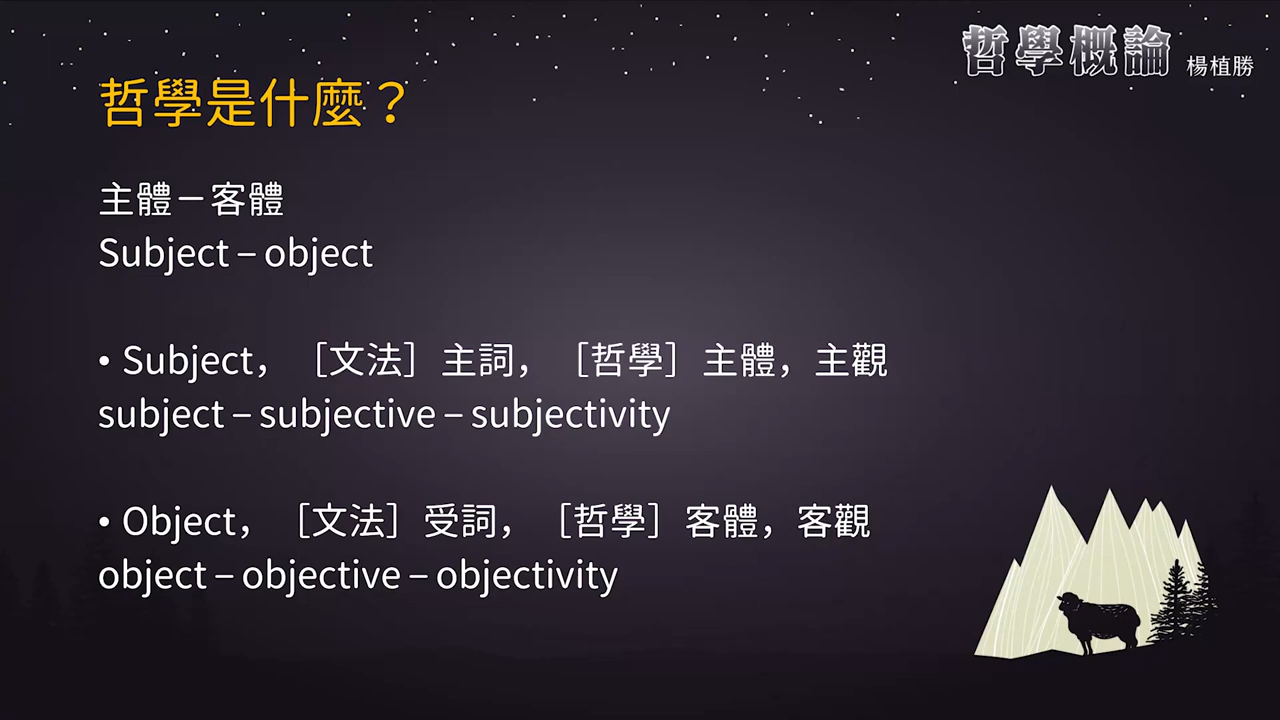 哲學概論 楊植勝
哲學是什麼？
主體－客體
Subject – object
• Subject，［文法］主詞，［哲學］主體，主觀
subject – subjective – subjectivity
• Object，［文法］受詞，［哲學］客體，客觀
object – objective – objectivity